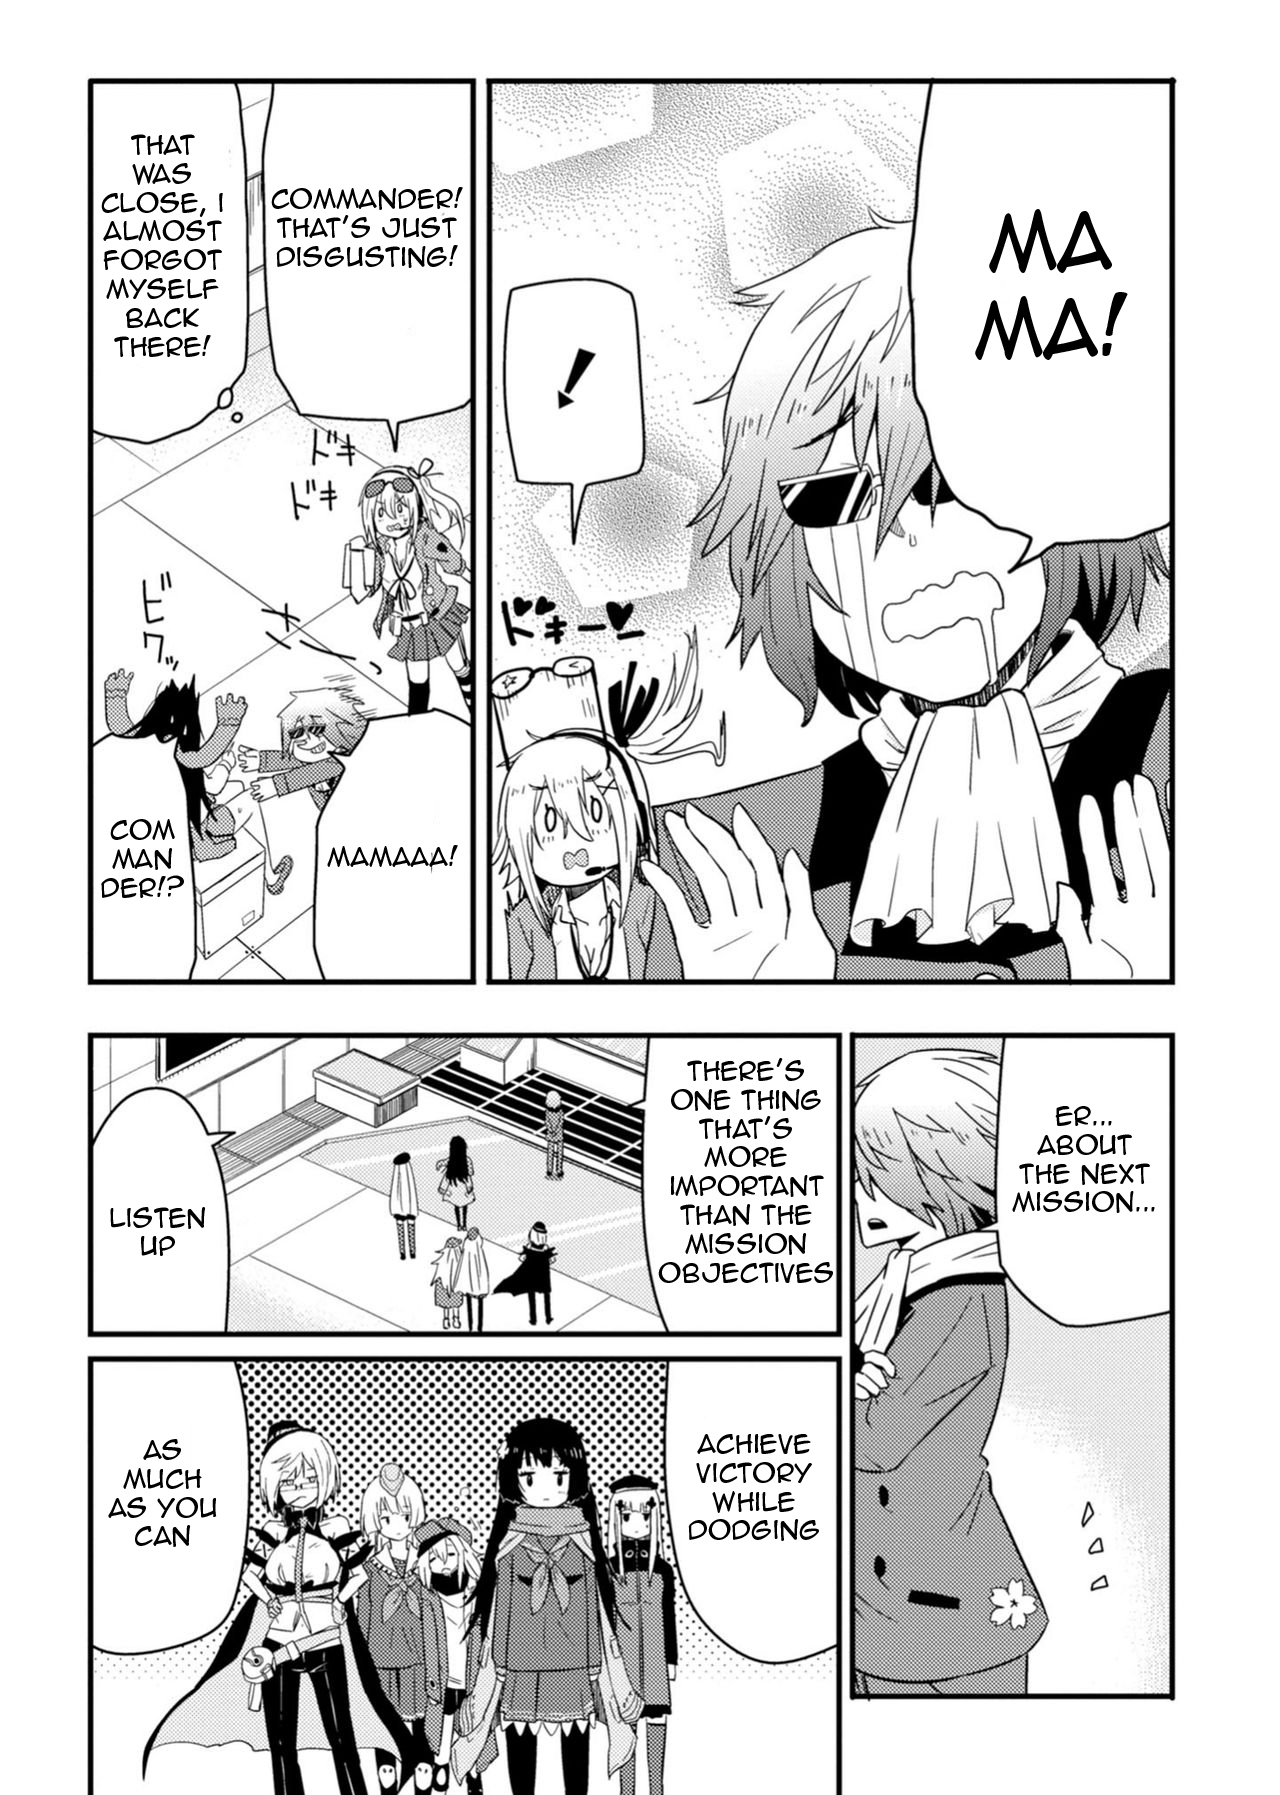 MA
MA!
!
ドキーー
COMMANDER!
THAT'S JUST
DISGUSTING!
THAT
WAS
CLOSE, I
ALMOST
FORGOT
MYSELF
BACK
THERE!
ドキ
ドキ
ビクッ
MAMAAA!
COM
MAN
DER!?
ER...
ABOUT
THE NEXT
MISSION...
THERE'S
ONE THING
THAT'S
MORE
IMPORTANT
THAN THE
MISSION
OBJECTIVES
LISTEN
UP
ACHIEVE
VICTORY
WHILE
DODGING
AS
MUCH
AS YOU
CAN